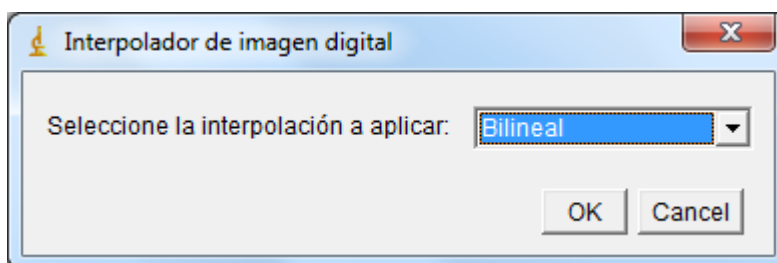 Interpolador de imagen digital
Seleccione la interpolación a aplicar: Bilineal
OK Cancel